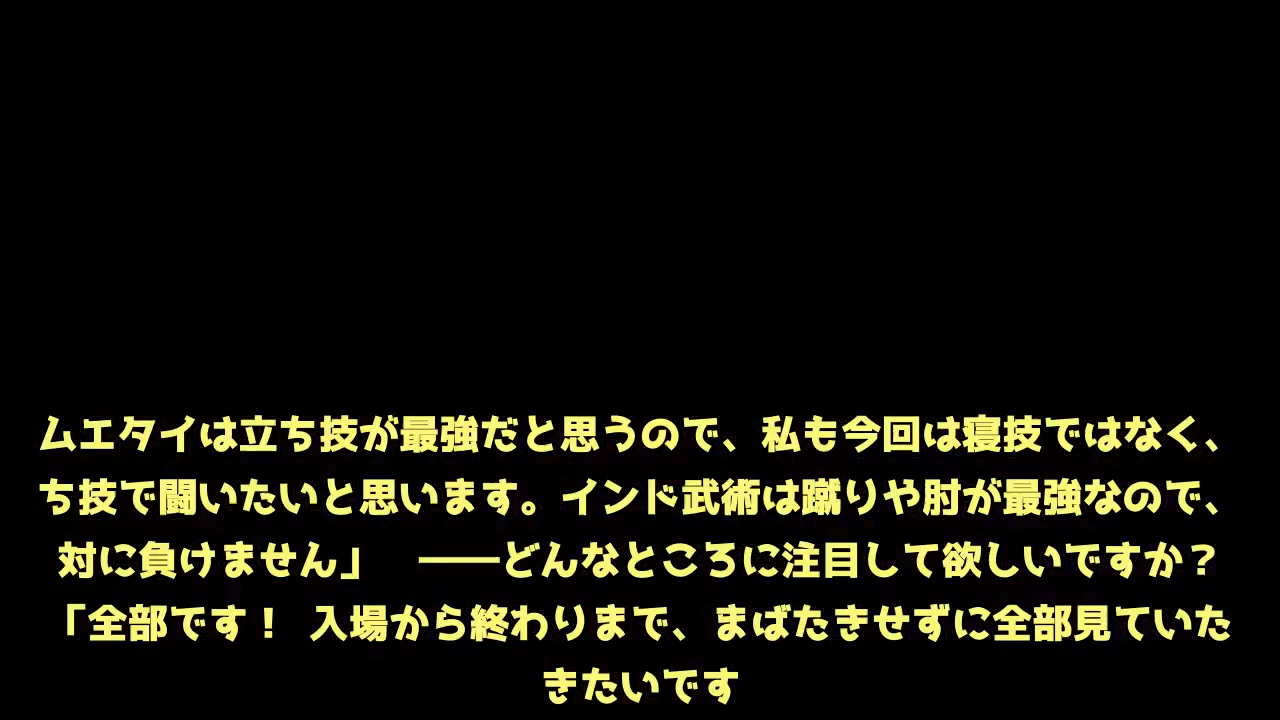 ムエタイは立ち技が最強だと思うので、私も今回は寝技ではなく、
ち技で闘いたいと思います。インド武術は蹴りや肘が最強なので、
対に負けません」　――どんなところに注目して欲しいですか？
「全部です！ 入場から終わりまで、まばたきせずに全部見ていた
きたいです